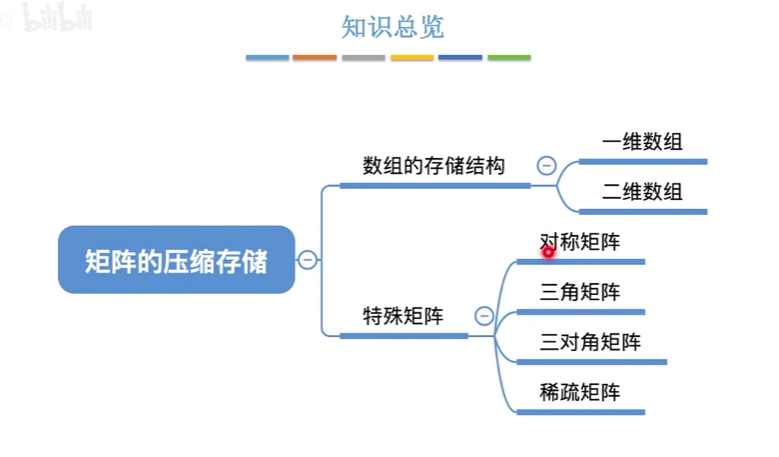 bilibili
知识总览
矩阵的压缩存储
数组的存储结构
一维数组
二维数组
特殊矩阵
对称矩阵
三角矩阵
三对角矩阵
稀疏矩阵